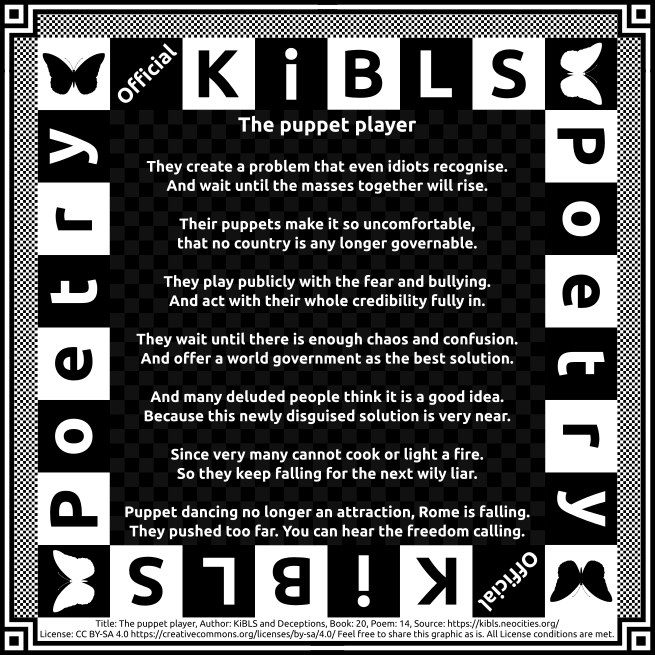 Official KiBLS
Poetry
Poetry
The puppet player
They create a problem that even idiots recognise.
And wait until the masses together will rise.
Their puppets make it so uncomfortable,
that no country is any longer governable.
They play publicly with the fear and bullying.
And act with their whole credibility fully in.
They wait until there is enough chaos and confusion.
And offer a world government as the best solution.
And many deluded people think it is a good idea.
Because this newly disguised solution is very near.
Since very many cannot cook or light a fire.
So they keep falling for the next wily liar.
Puppet dancing no longer an attraction, Rome is falling.
They pushed too far. You can hear the freedom calling.
Official KiBLS
Title: The puppet player, Author: KiBLS and Deceptions, Book: 20, Poem: 14, Source: https://kibls.neocities.org/
License: CC BY-SA 4.0 https://creativecommons.org/licenses/by-sa/4.0/ Feel free to share this graphic as is. All License conditions are met.